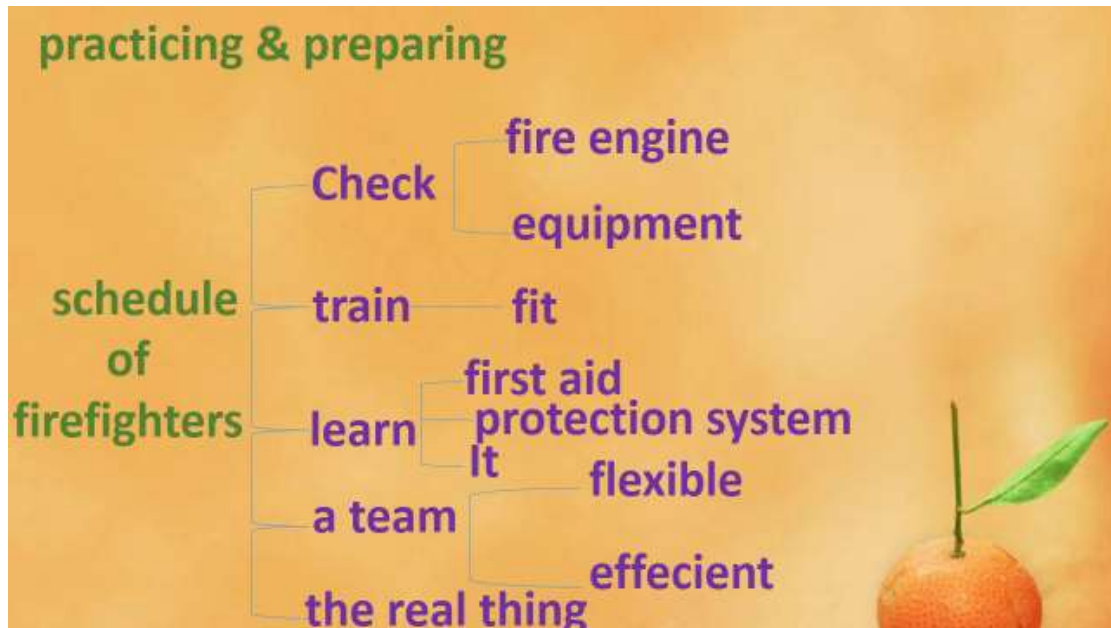 practicing & preparing
fire engine
Check
equipment
schedule
of
firefighters
train
fit
first aid
learn
protection system
It
flexible
a team
effecient
the real thing